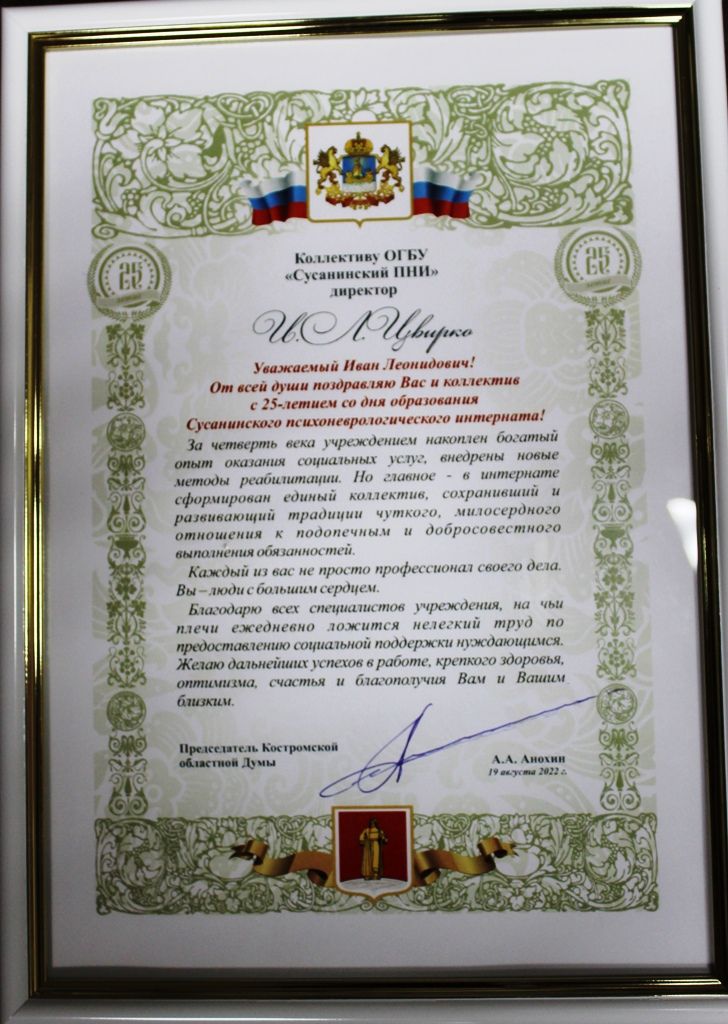 25
25
Коллективу ОГБУ
«Сусанинский ПНИ»
директор
И.Л.Цвирко
Уважаемый Иван Леонидович!
От всей души поздравляю Вас и коллектив
с 25-летием со дня образования
Сусанинского психоневрологического интерната!
За четверть века учреждением накоплен богатый
опыт оказания социальных услуг, внедрены новые
методы реабилитации. Но главное - в интернате
сформирован единый коллектив, сохранивший и
развивающий традиции чуткого, милосердного
отношения к подопечным и добросовестного
выполнения обязанностей.
Каждый из вас не просто профессионал своего дела.
Вы – люди с большим сердцем.
Благодарю всех специалистов учреждения, на чьи
плечи ежедневно ложится нелегкий труд по
предоставлению социальной поддержки нуждающимся.
Желаю дальнейших успехов в работе, крепкого здоровья,
оптимизма, счастья и благополучия Вам и Вашим
близким.
Председатель Костромской
областной Думы
А.А. Анохин
19 августа 2022 г.